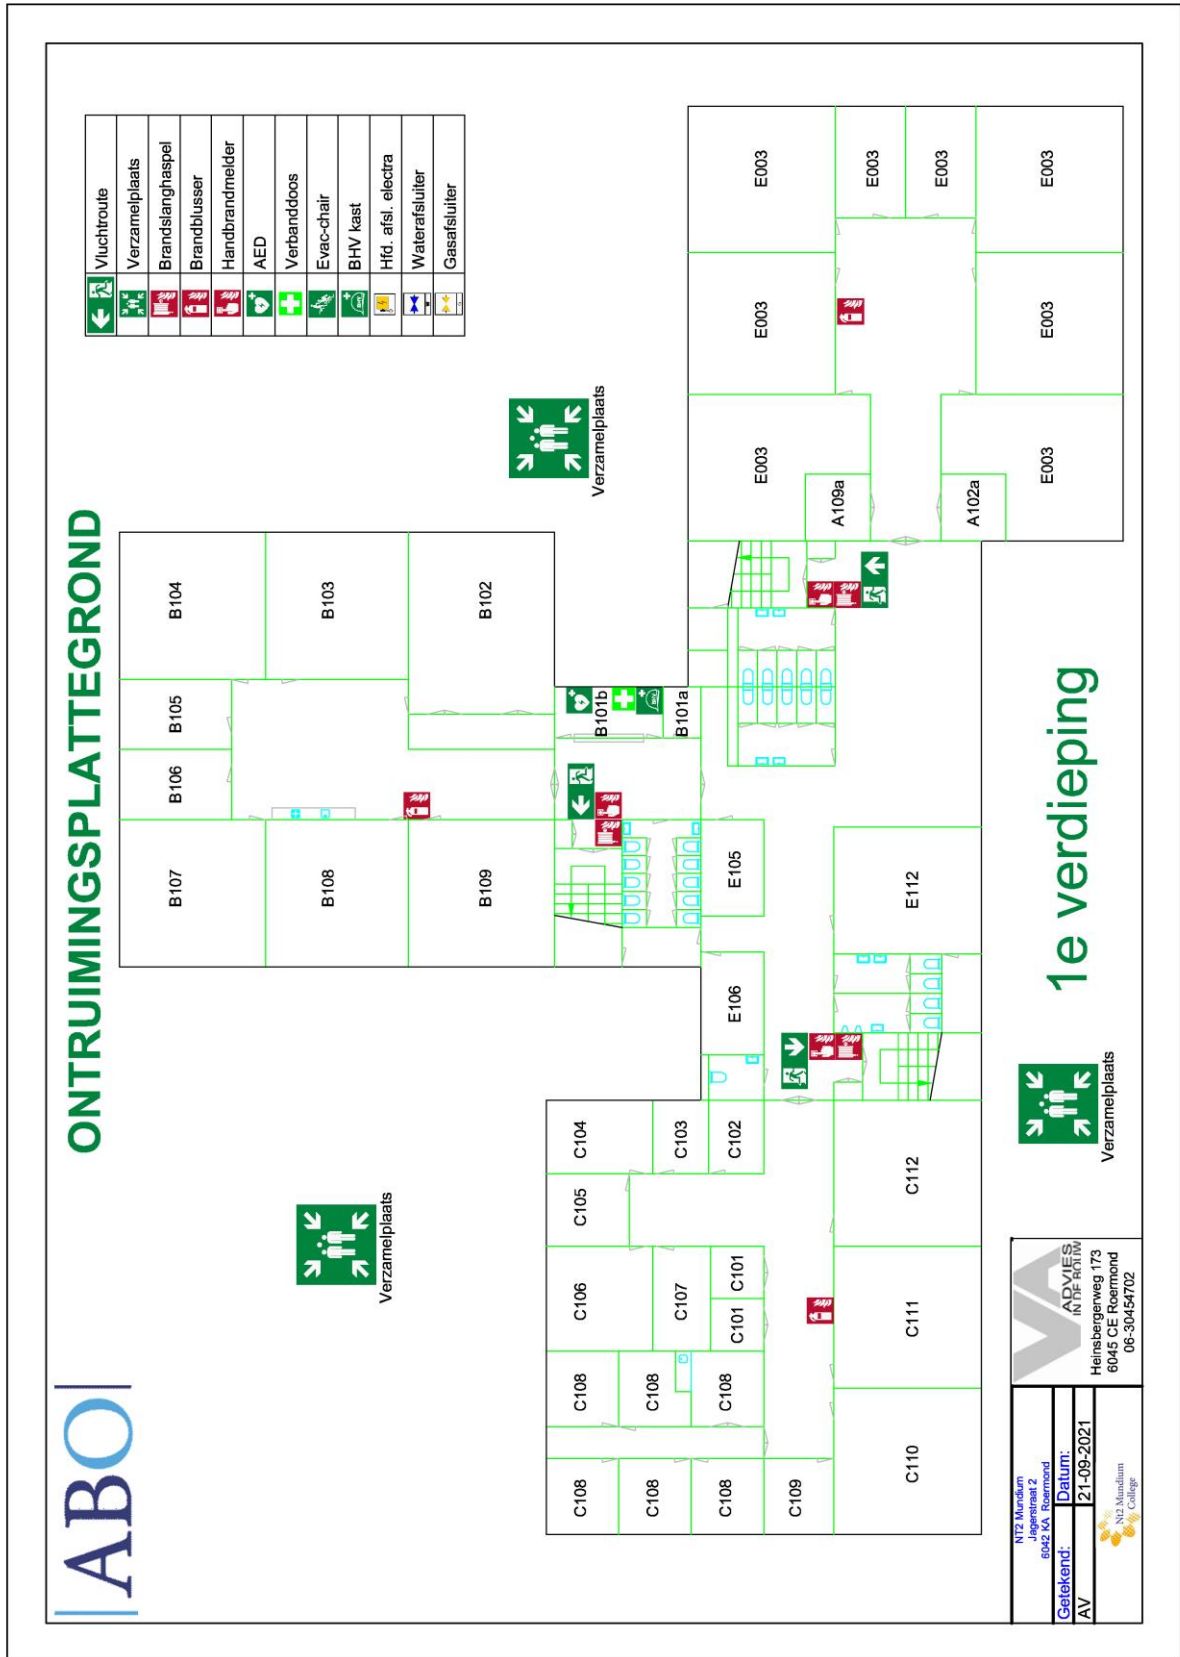 |ABO|
ONTRUIMINGSPLATTEGROND
Vluchtroute
Verzamelplaats
Brandslanghaspel
Brandblusser
Handbrandmelder
AED
Verbanddoos
Evac-chair
BHV kast
Hfd. afsl. electra
Waterafsluiter
Gasafsluiter
Verzamelplaats
Verzamelplaats
Verzamelplaats
B107
B106
B105
B104
B108
B103
B109
B102
B101b
B101a
C108
C108
C106
C105
C104
C108
C108
C107
C103
C108
C108
C101
C101
C102
C109
C110
C111
C112
E106
E105
E112
E003
E003
E003
A109a
E003
E003
A102a
E003
E003
E003
1e verdieping
NT2 Mundium
Jagerstraat 2
6042 KA Roermond
Getekend:
Datum:
AV
21-09-2021
Nt2 Mundium
College
VA
ADVIES
IN DE BOUW
Heinsbergerweg 173
6045 CE Roermond
06-30454702